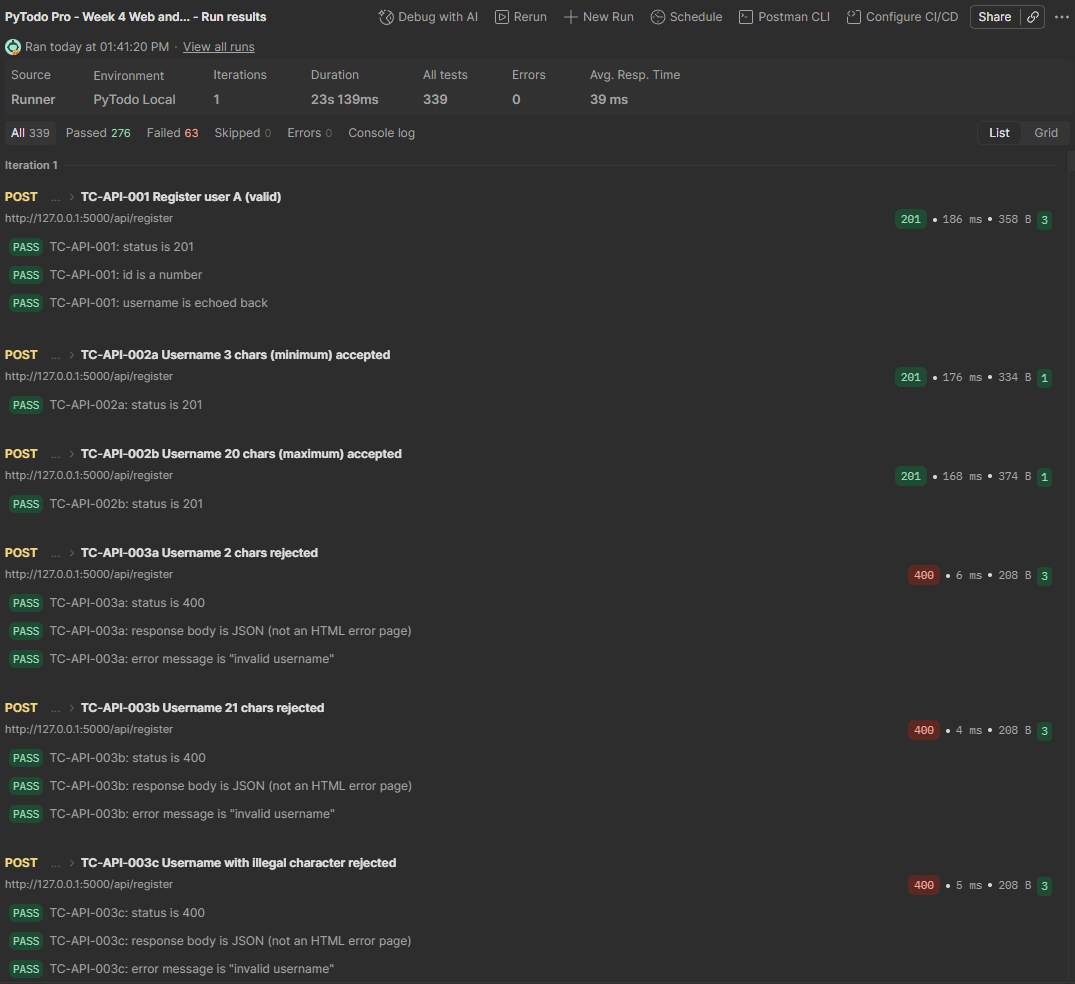 PyTodo Pro - Week 4 Web and... - Run results
Debug with AI Rerun New Run Schedule Postman CLI Configure CI/CD Share ...
Ran today at 01:41:20 PM · View all runs
Source Environment Iterations Duration All tests Errors Avg. Resp. Time
Runner PyTodo Local 1 23s 139ms 339 0 39 ms
All 339 Passed 276 Failed 63 Skipped 0 Errors 0 Console log List Grid
Iteration 1
POST ... > TC-API-001 Register user A (valid)
http://127.0.0.1:5000/api/register 201 • 186 ms • 358 B 3
PASS TC-API-001: status is 201
PASS TC-API-001: id is a number
PASS TC-API-001: username is echoed back
POST ... > TC-API-002a Username 3 chars (minimum) accepted
http://127.0.0.1:5000/api/register 201 • 176 ms • 334 B 1
PASS TC-API-002a: status is 201
POST ... > TC-API-002b Username 20 chars (maximum) accepted
http://127.0.0.1:5000/api/register 201 • 168 ms • 374 B 1
PASS TC-API-002b: status is 201
POST ... > TC-API-003a Username 2 chars rejected
http://127.0.0.1:5000/api/register 400 • 6 ms • 208 B 3
PASS TC-API-003a: status is 400
PASS TC-API-003a: response body is JSON (not an HTML error page)
PASS TC-API-003a: error message is "invalid username"
POST ... > TC-API-003b Username 21 chars rejected
http://127.0.0.1:5000/api/register 400 • 4 ms • 208 B 3
PASS TC-API-003b: status is 400
PASS TC-API-003b: response body is JSON (not an HTML error page)
PASS TC-API-003b: error message is "invalid username"
POST ... > TC-API-003c Username with illegal character rejected
http://127.0.0.1:5000/api/register 400 • 5 ms • 208 B 3
PASS TC-API-003c: status is 400
PASS TC-API-003c: response body is JSON (not an HTML error page)
PASS TC-API-003c: error message is "invalid username"